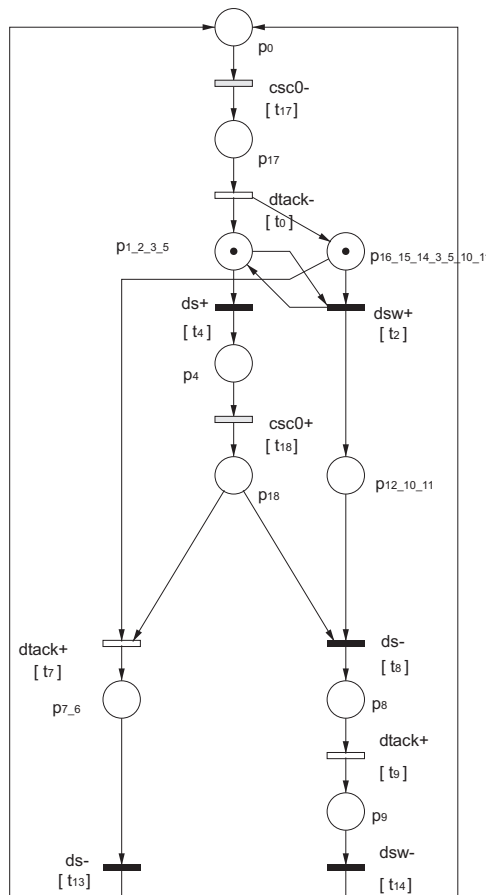 p0
csc0-
[ t17]
p17
dtack-
[ t0]
p1_2_3_5
p16_15_14_3_5_10_11
ds+
[ t4]
dsw+
[ t2]
p4
csc0+
[ t18]
p18
p12_10_11
dtack+
[ t7]
ds-
[ t8]
p7_6
p8
dtack+
[ t9]
p9
ds-
[ t13]
dsw-
[ t14]